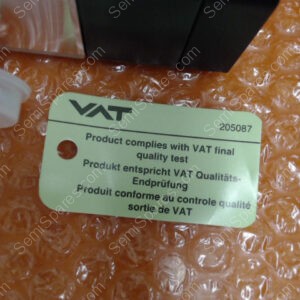 VAT
205087
Product complies with VAT final
quality test
Produkt entspricht VAT Qualitäts-
Endprüfung
Produit conforme au controle qualité
sortie de VAT